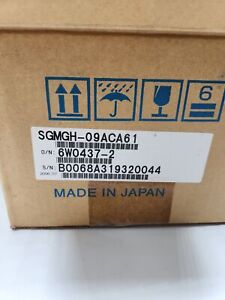 6
SGMGH-09ACA61
O/N: 6W0437-2
S/N: B0068A319320044
MADE IN JAPAN